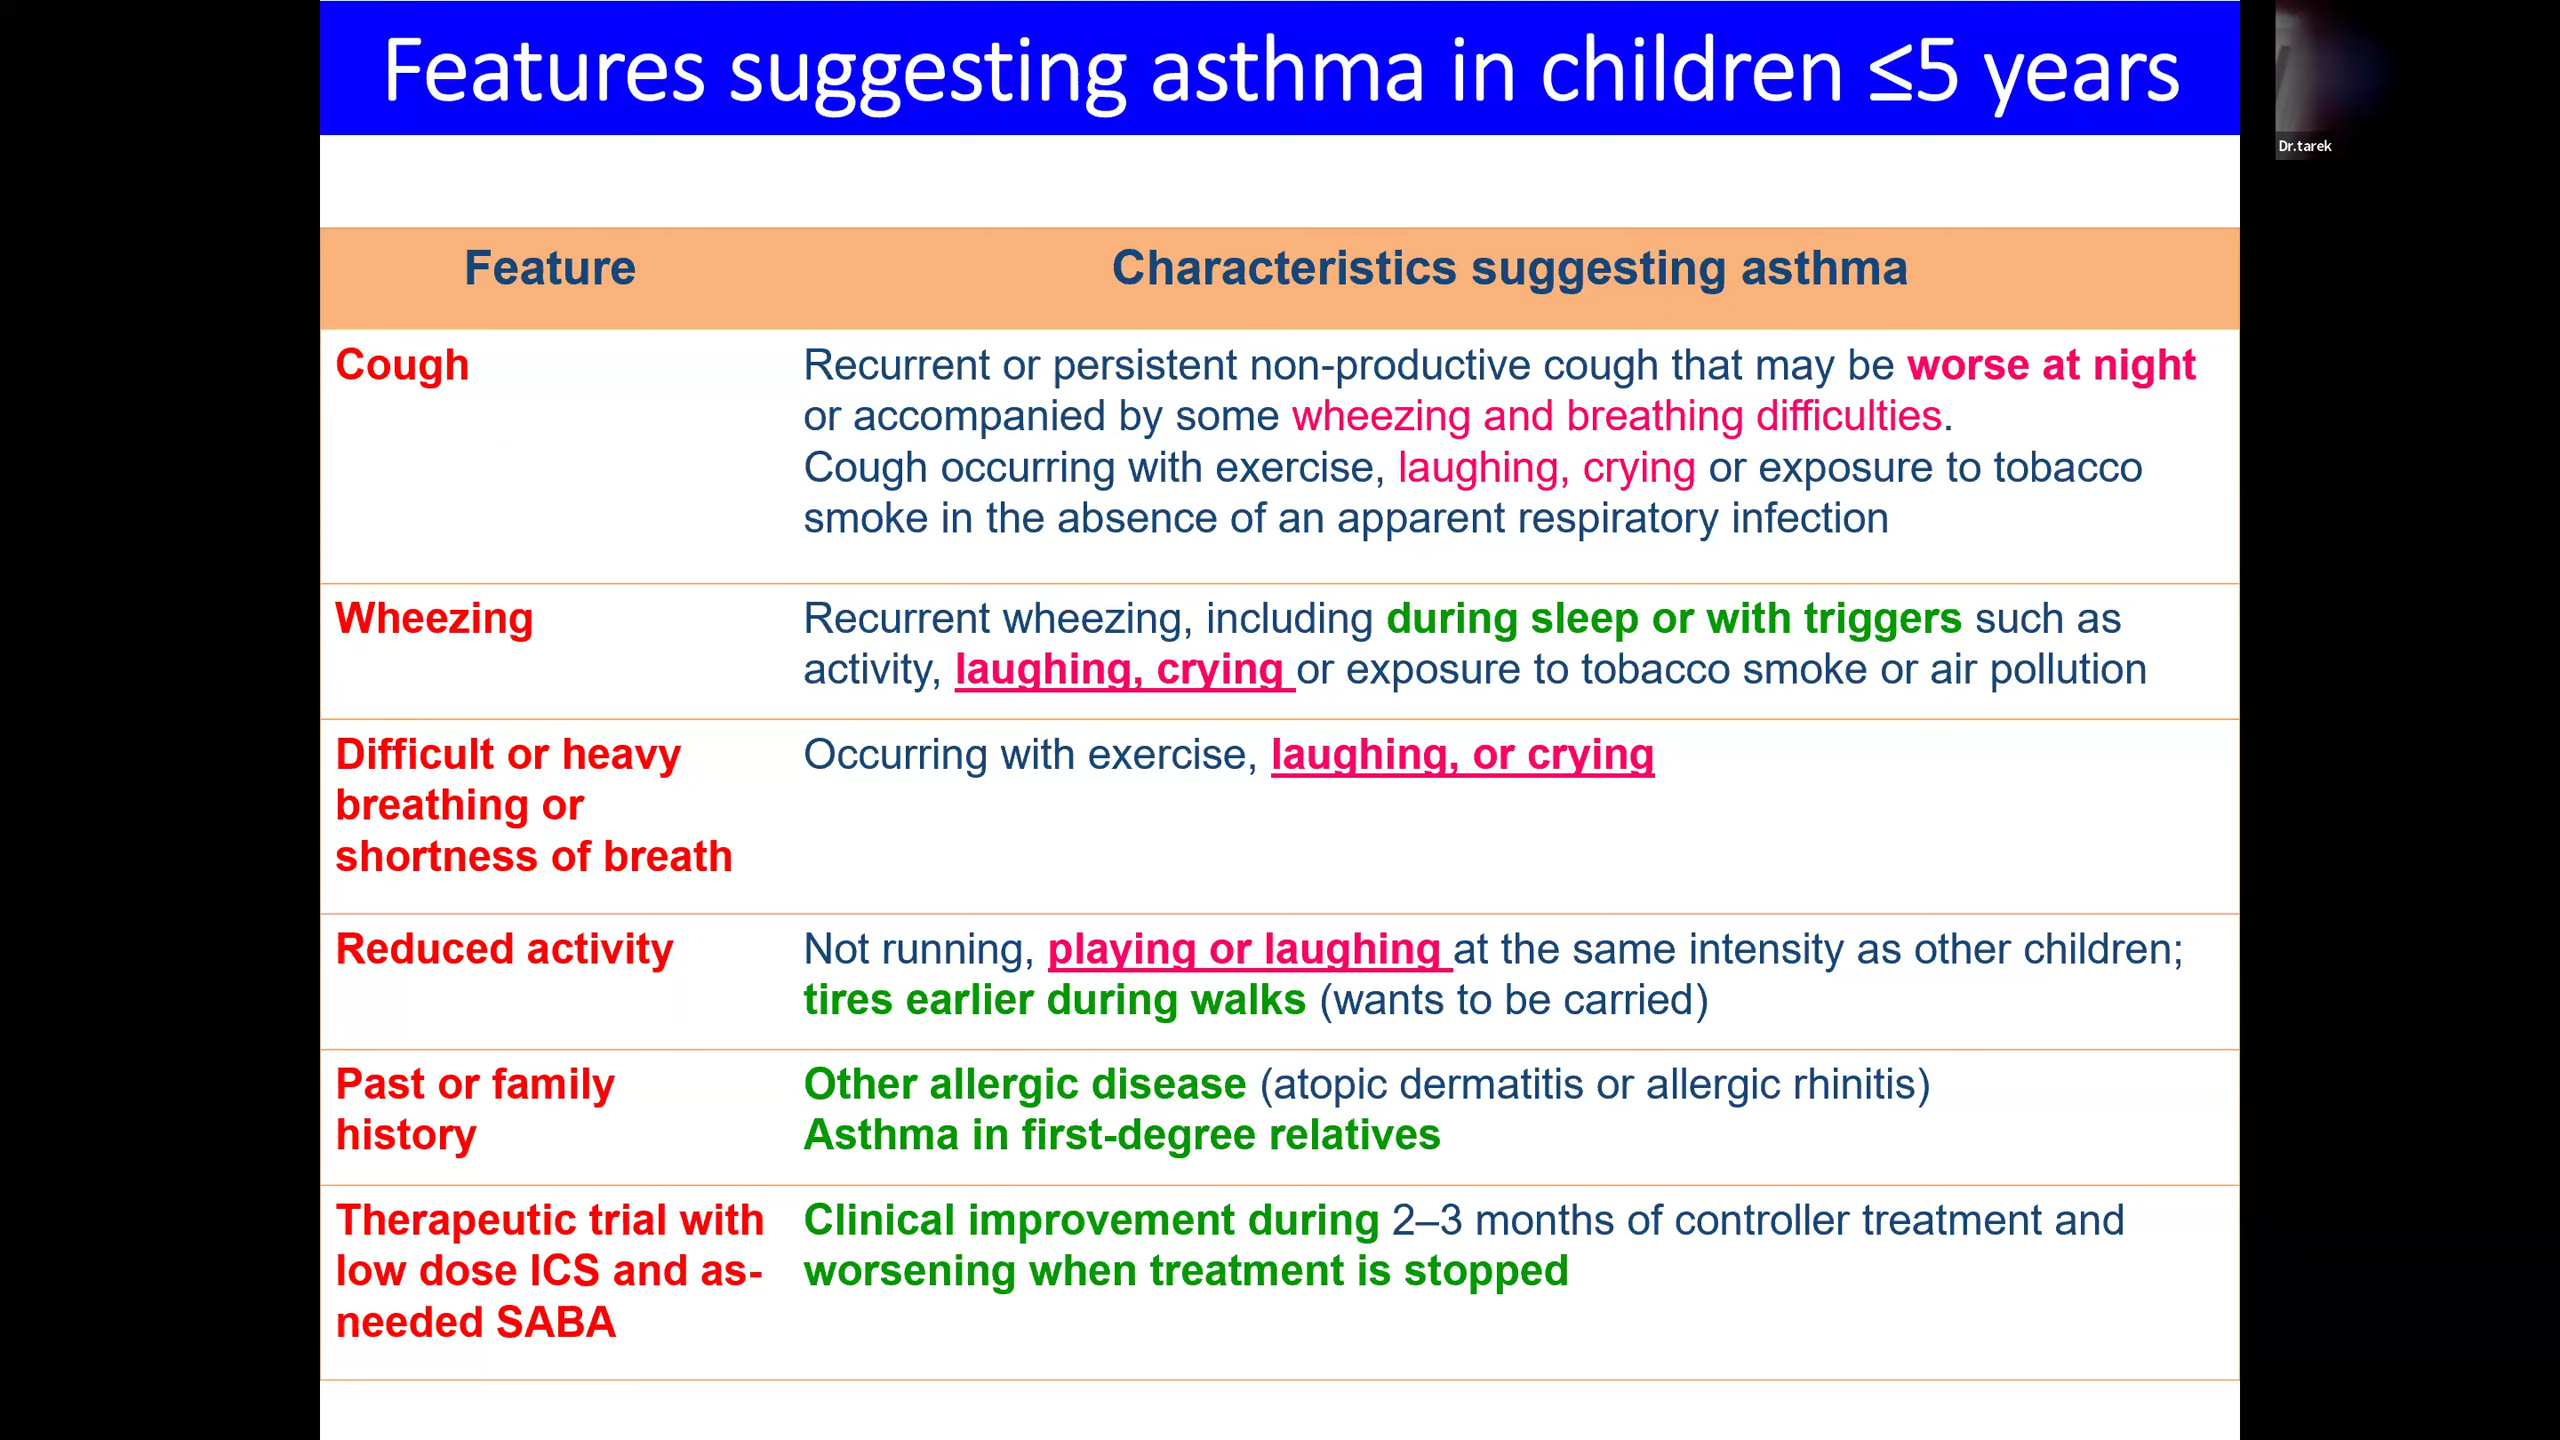 Features suggesting asthma in children ≤5 years
Dr.tarek
Feature
Characteristics suggesting asthma
Cough
Recurrent or persistent non-productive cough that may be worse at night
or accompanied by some wheezing and breathing difficulties.
Cough occurring with exercise, laughing, crying or exposure to tobacco
smoke in the absence of an apparent respiratory infection
Wheezing
Recurrent wheezing, including during sleep or with triggers such as
activity, laughing, crying or exposure to tobacco smoke or air pollution
Difficult or heavy
breathing or
shortness of breath
Occurring with exercise, laughing, or crying
Reduced activity
Not running, playing or laughing at the same intensity as other children;
tires earlier during walks (wants to be carried)
Past or family
history
Other allergic disease (atopic dermatitis or allergic rhinitis)
Asthma in first-degree relatives
Therapeutic trial with
low dose ICS and as-
needed SABA
Clinical improvement during 2–3 months of controller treatment and
worsening when treatment is stopped